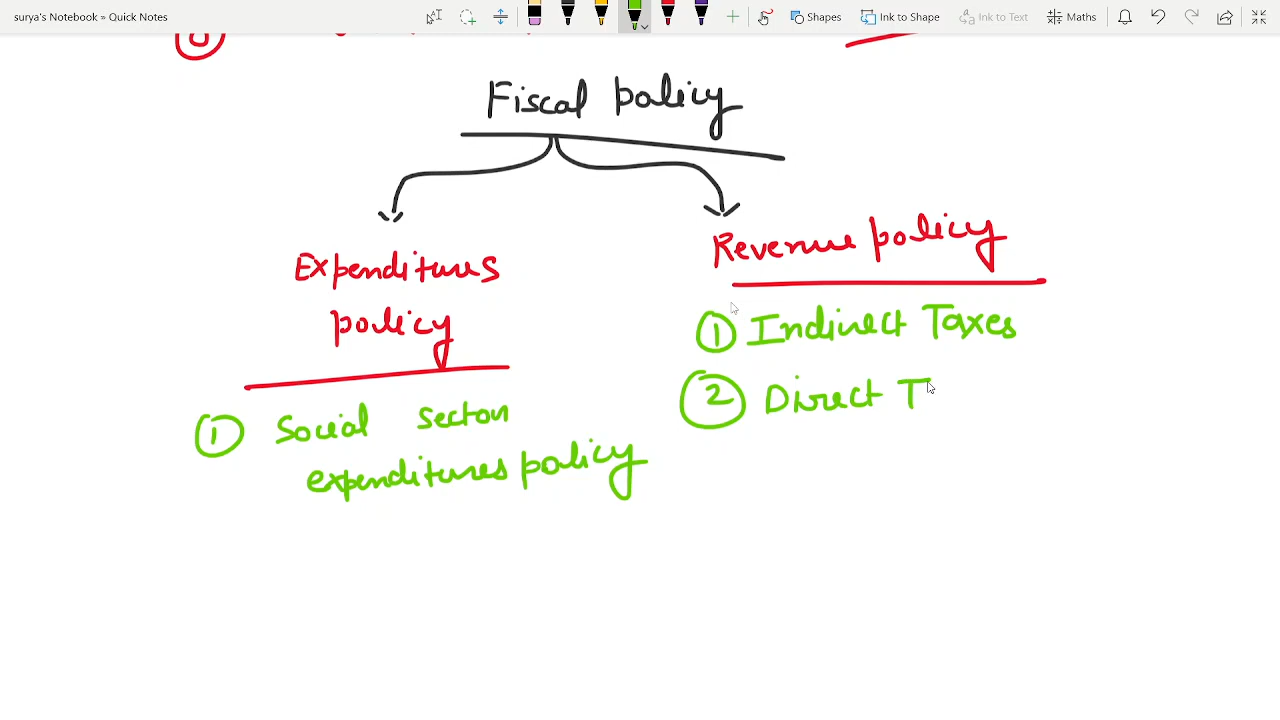 surya's Notebook » Quick Notes
Shapes Ink to Shape Ink to Text Maths
Fiscal policy
Expenditures
policy
① Social sector
expenditures policy
Revenue policy
① Indirect Taxes
② Direct T